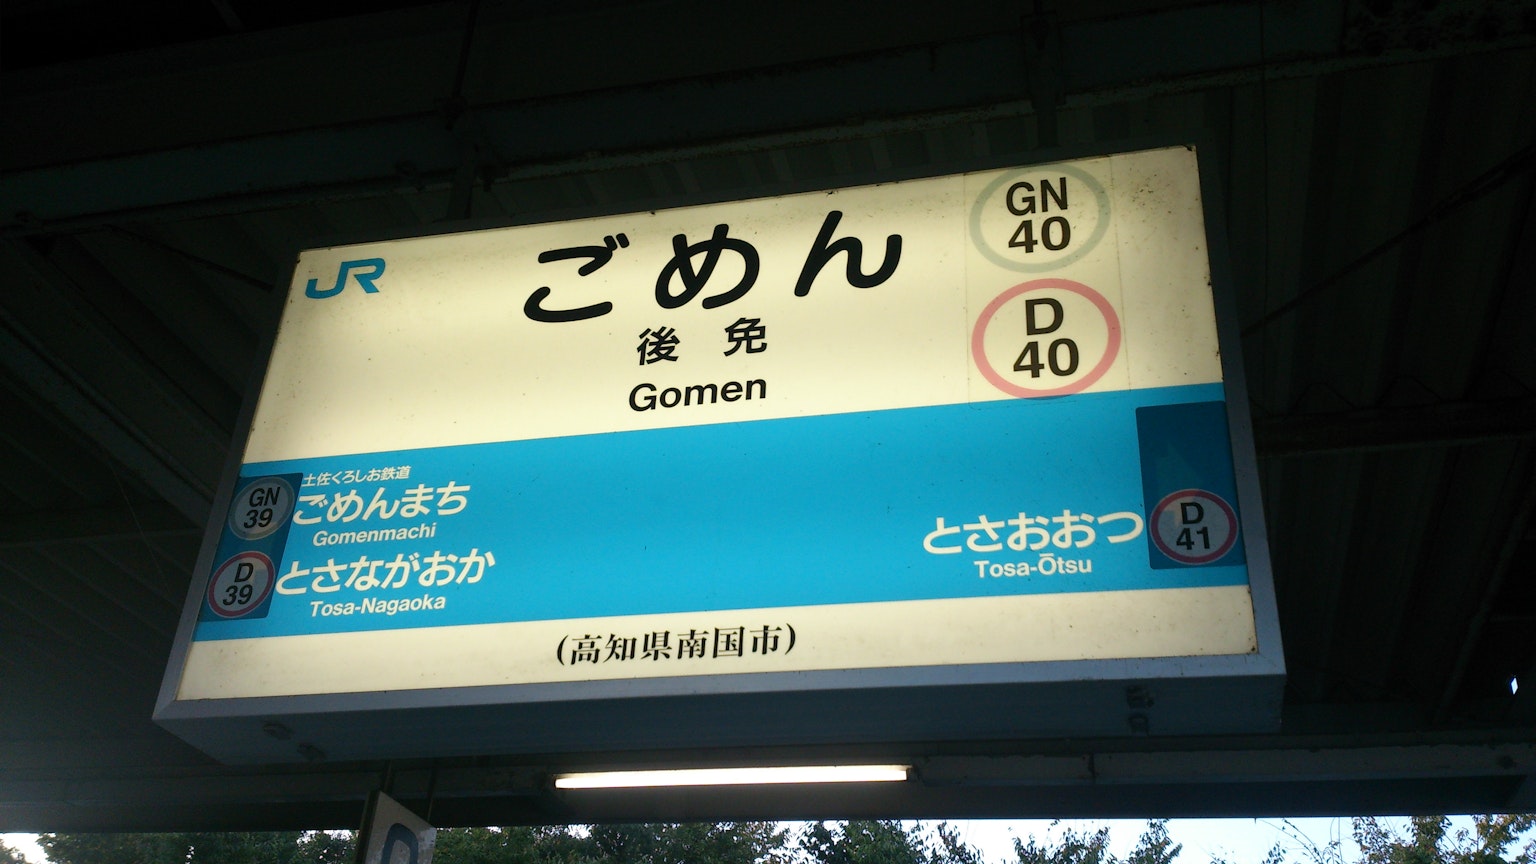 JR
ごめん
後免
Gomen
GN
40
D
40
土佐くろしお鉄道
GN
39
ごめんまち
Gomenmachi
D
39
とさながおか
Tosa-Nagaoka
とさおおつ
Tosa-Ōtsu
D
41
(高知県南国市)